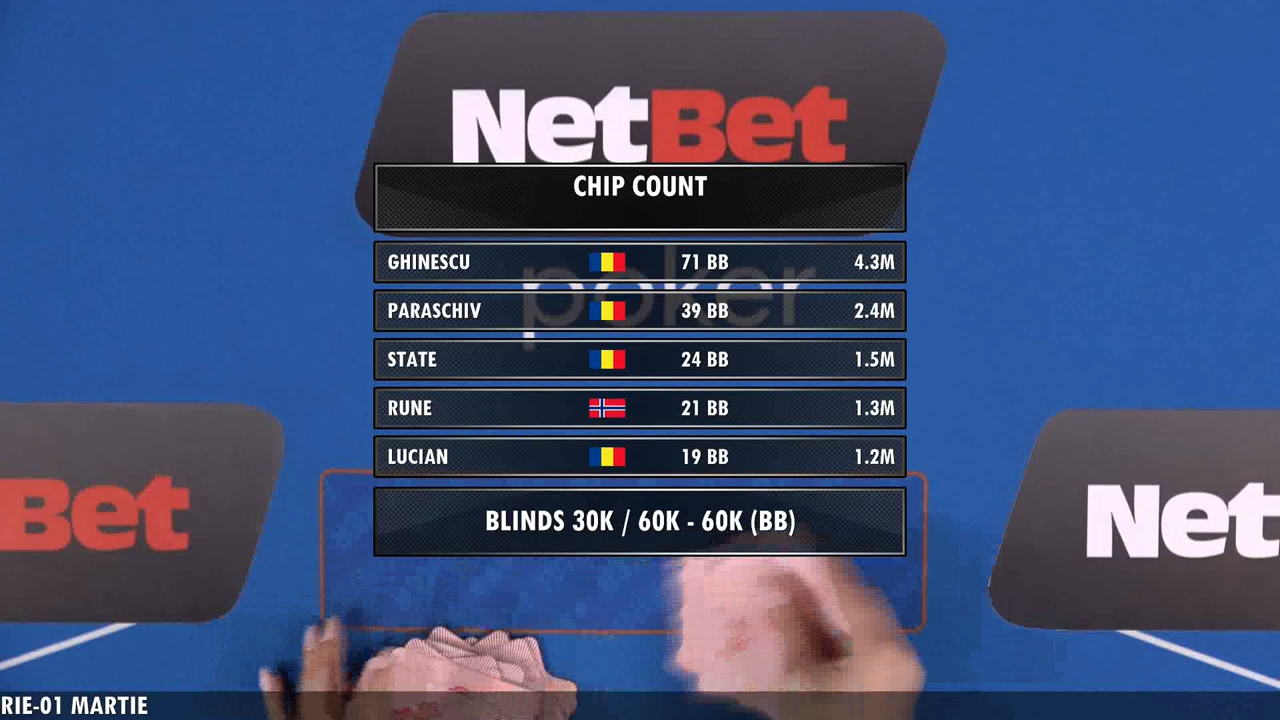 NetBet
CHIP COUNT
GHINESCU 71 BB 4.3M
poker
PARASCHIV 39 BB 2.4M
STATE 24 BB 1.5M
RUNE 21 BB 1.3M
LUCIAN 19 BB 1.2M
Bet
Net
BLINDS 30K / 60K - 60K (BB)
RIE-01 MARTIE